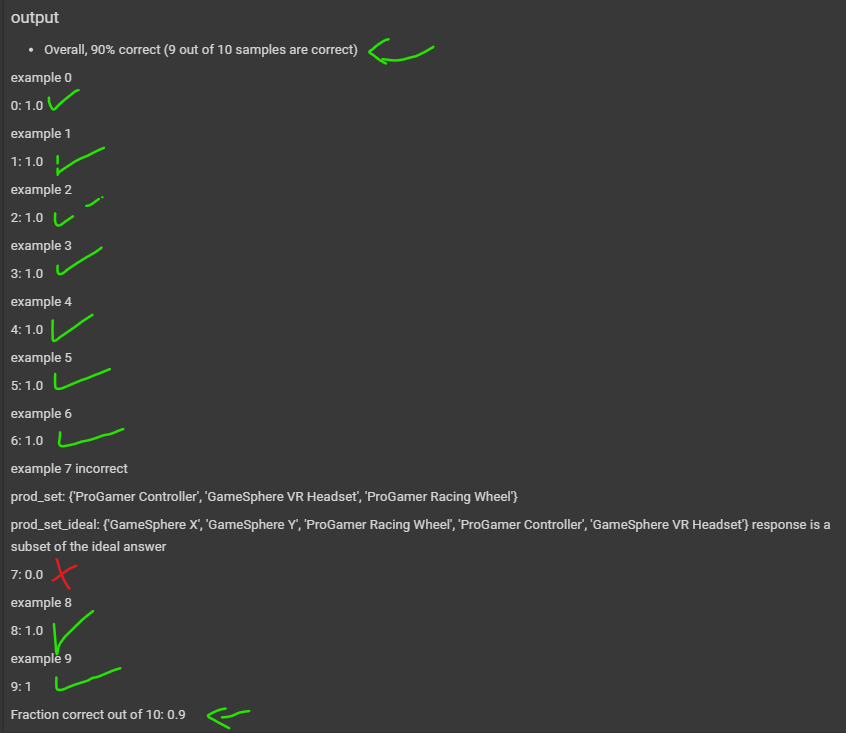 output
• Overall, 90% correct (9 out of 10 samples are correct)
example 0
0: 1.0
example 1
1: 1.0
example 2
2: 1.0
example 3
3: 1.0
example 4
4: 1.0
example 5
5: 1.0
example 6
6: 1.0
example 7 incorrect
prod_set: {'ProGamer Controller', 'GameSphere VR Headset', 'ProGamer Racing Wheel'}
prod_set_ideal: {'GameSphere X', 'GameSphere Y', 'ProGamer Racing Wheel', 'ProGamer Controller', 'GameSphere VR Headset'} response is a
subset of the ideal answer
7: 0.0
example 8
8: 1.0
example 9
9: 1
Fraction correct out of 10: 0.9